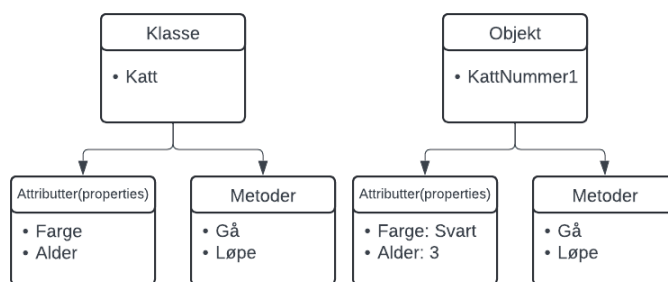 Klasse
• Katt
Objekt
• KattNummer1
Attributter(properties)
• Farge
• Alder
Metoder
• Gå
• Løpe
Attributter(properties)
• Farge: Svart
• Alder: 3
Metoder
• Gå
• Løpe